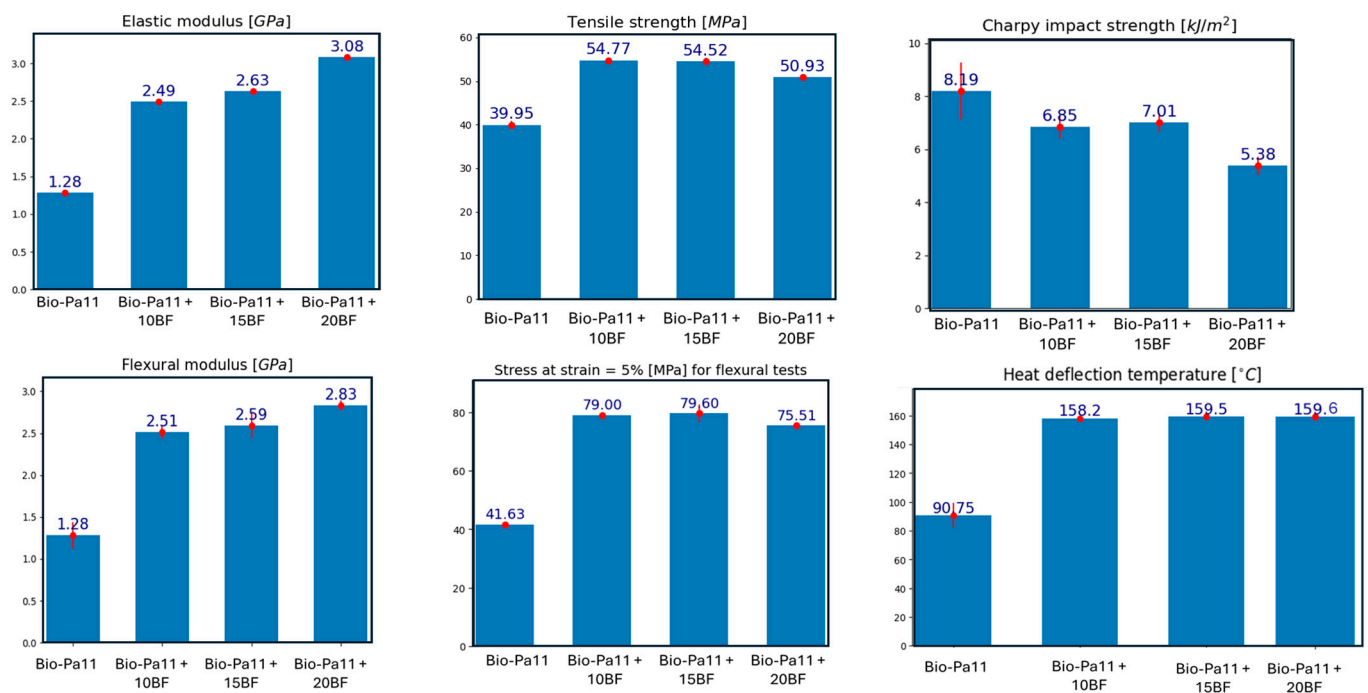 Elastic modulus [GPa]
3.0
2.5
2.0
1.5
1.0
0.5
0.0
1.28
2.49
2.63
3.08
Bio-Pa11
Bio-Pa11 +
10BF
Bio-Pa11 +
15BF
Bio-Pa11 +
20BF
Tensile strength [MPa]
60
50
40
30
20
10
0
39.95
54.77
54.52
50.93
Bio-Pa11
Bio-Pa11 +
10BF
Bio-Pa11 +
15BF
Bio-Pa11 +
20BF
Charpy impact strength [kJ/m²]
10
8
6
4
2
0
8.19
6.85
7.01
5.38
Bio-Pa11
Bio-Pa11 +
10BF
Bio-Pa11 +
15BF
Bio-Pa11 +
20BF
Flexural modulus [GPa]
3.0
2.5
2.0
1.5
1.0
0.5
0.0
1.28
2.51
2.59
2.83
Bio-Pa11
Bio-Pa11 +
10BF
Bio-Pa11 +
15BF
Bio-Pa11 +
20BF
Stress at strain = 5% [MPa] for flexural tests
80
60
40
20
0
41.63
79.00
79.60
75.51
Bio-Pa11
Bio-Pa11 +
10BF
Bio-Pa11 +
15BF
Bio-Pa11 +
20BF
Heat deflection temperature [°C]
160
140
120
100
80
60
40
20
0
90.75
158.2
159.5
159.6
Bio-Pa11
Bio-Pa11 +
10BF
Bio-Pa11 +
15BF
Bio-Pa11 +
20BF